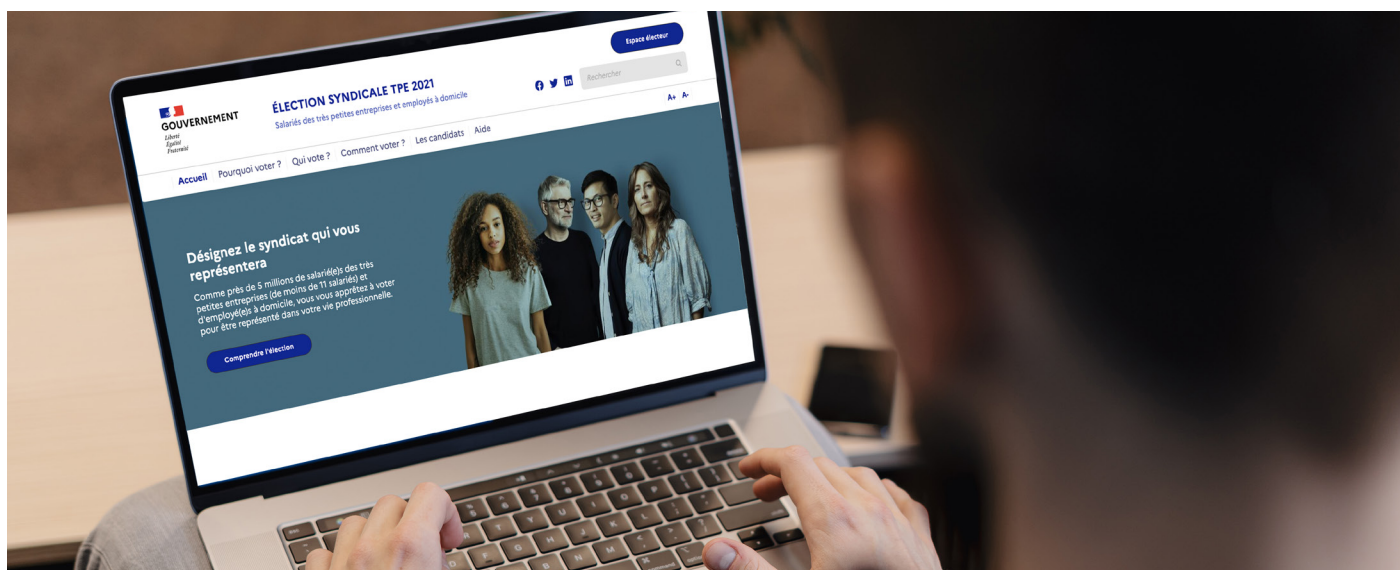 Espace électeur
GOUVERNEMENT
Liberté
Égalité
Fraternité
ÉLECTION SYNDICALE TPE 2021
Salariés des très petites entreprises et employés à domicile
Rechercher
A+ A-
Accueil Pourquoi voter ? Qui vote ? Comment voter ? Les candidats Aide
Désignez le syndicat qui vous
représentera
Comme près de 5 millions de salarié(e)s des très
petites entreprises (de moins de 11 salariés) et
d'employé(e)s à domicile, vous vous apprêtez à voter
pour être représenté dans votre vie professionnelle.
Comprendre l'élection